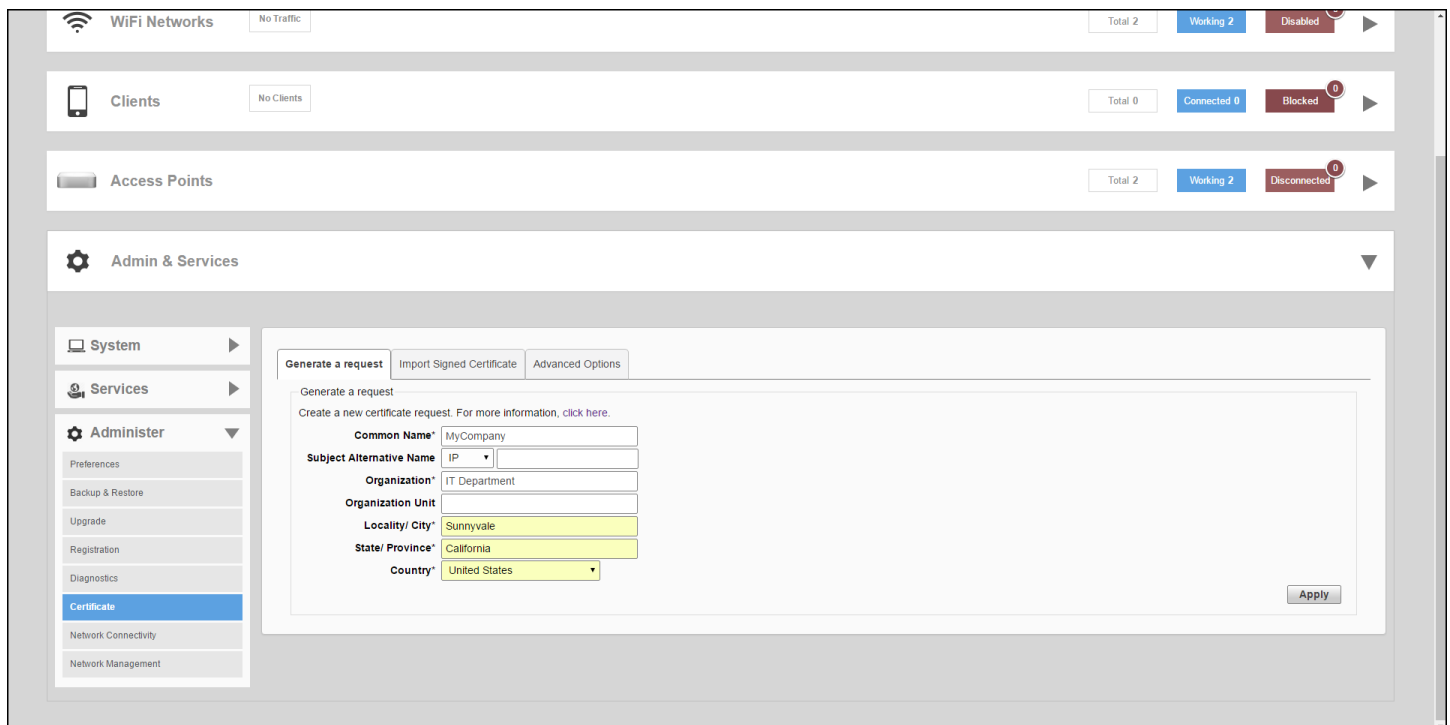 WiFi Networks No Traffic Total 2 Working 2 Disabled
Clients No Clients Total 0 Connected 0 Blocked 0
Access Points Total 2 Working 2 Disconnected 0
Admin & Services
System
Services
Administer
Preferences
Backup & Restore
Upgrade
Registration
Diagnostics
Certificate
Network Connectivity
Network Management
Generate a request Import Signed Certificate Advanced Options
Generate a request
Create a new certificate request. For more information, click here.
Common Name* MyCompany
Subject Alternative Name IP
Organization* IT Department
Organization Unit
Locality/ City* Sunnyvale
State/ Province* California
Country* United States
Apply